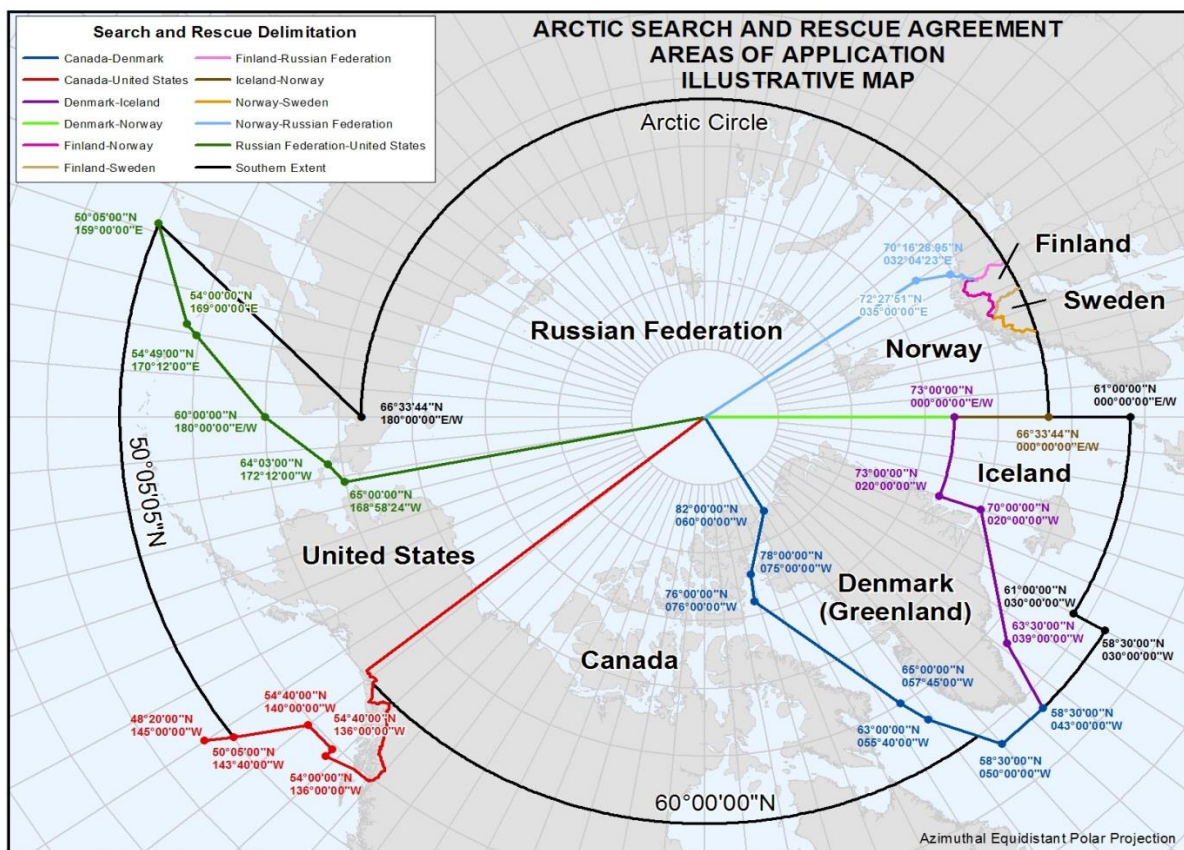 ARCTIC SEARCH AND RESCUE AGREEMENT
AREAS OF APPLICATION
ILLUSTRATIVE MAP
Search and Rescue Delimitation
Canada-Denmark
Canada-United States
Denmark-Iceland
Denmark-Norway
Finland-Norway
Finland-Sweden
Finland-Russian Federation
Iceland-Norway
Norway-Sweden
Norway-Russian Federation
Russian Federation-United States
Southern Extent
Arctic Circle
50°05'00"N
159°00'00"E
54°00'00"N
169°00'00"E
54°49'00"N
170°12'00"E
60°00'00"N
180°00'00"E/W
64°03'00"N
172°12'00"W
65°00'00"N
168°58'24"W
66°33'44"N
180°00'00"E/W
50°05'05"N
70°16'28.95"N
032°04'23"E
72°27'51"N
035°00'00"E
Finland
Sweden
Norway
Russian Federation
73°00'00"N
000°00'00"E/W
61°00'00"N
000°00'00"E/W
66°33'44"N
000°00'00"E/W
Iceland
73°00'00"N
020°00'00"W
70°00'00"N
020°00'00"W
82°00'00"N
060°00'00"W
78°00'00"N
075°00'00"W
76°00'00"N
076°00'00"W
United States
Denmark
(Greenland)
61°00'00"N
030°00'00"W
58°30'00"N
030°00'00"W
63°30'00"N
039°00'00"W
Canada
65°00'00"N
057°45'00"W
63°00'00"N
055°40'00"W
58°30'00"N
043°00'00"W
58°30'00"N
050°00'00"W
54°40'00"N
140°00'00"W
54°40'00"N
136°00'00"W
48°20'00"N
145°00'00"W
50°05'00"N
143°40'00"W
54°00'00"N
136°00'00"W
60°00'00"N
Azimuthal Equidistant Polar Projection